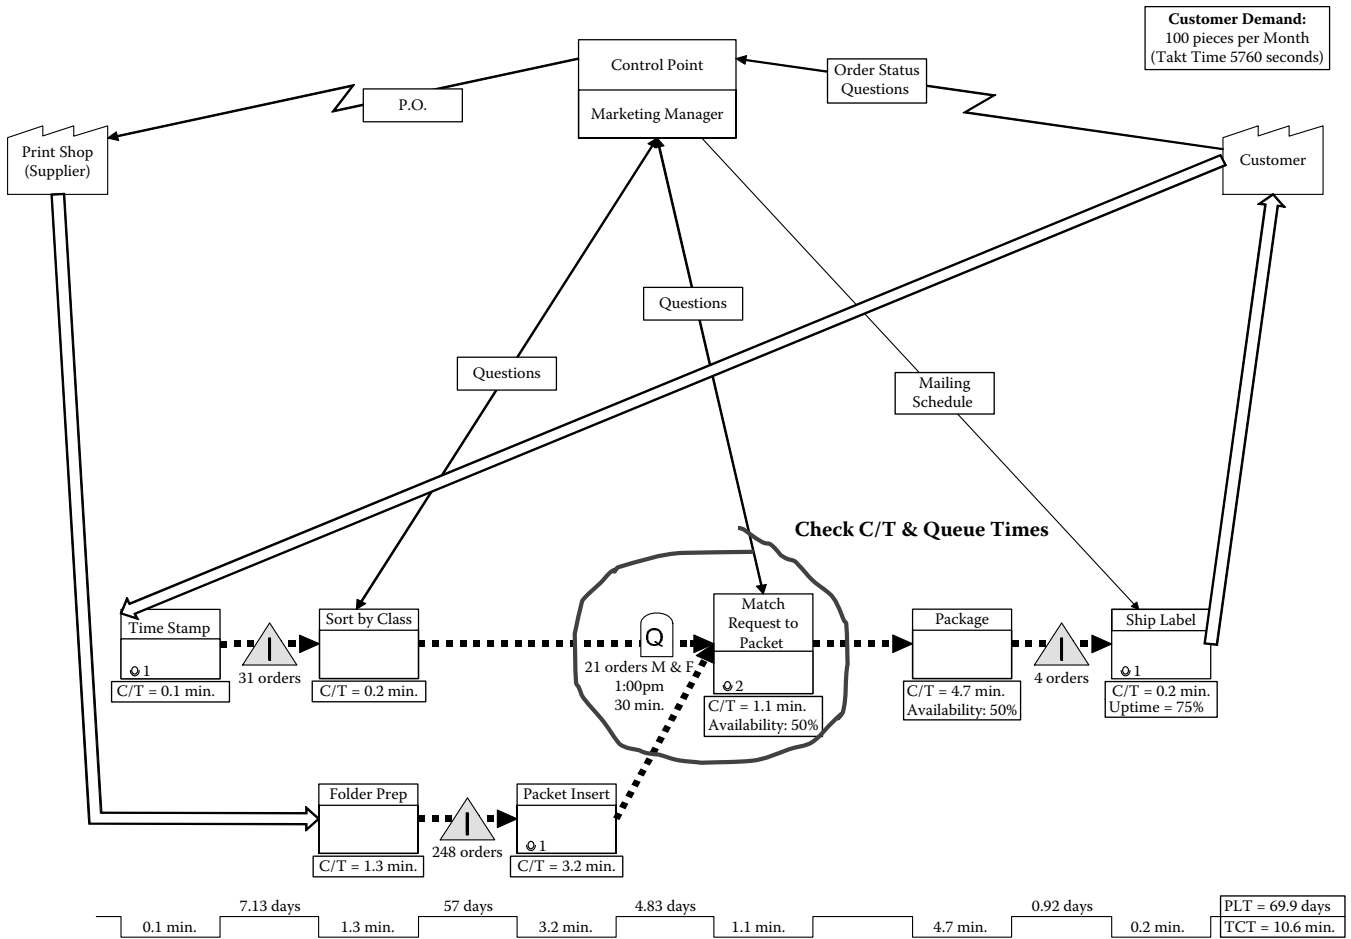 Customer Demand:
100 pieces per Month
(Takt Time 5760 seconds)
Control Point
Marketing Manager
Order Status
Questions
P.O.
Print Shop
(Supplier)
Customer
Questions
Questions
Mailing
Schedule
Check C/T & Queue Times
Time Stamp
1
C/T = 0.1 min.
I
31 orders
Sort by Class
C/T = 0.2 min.
Q
21 orders M & F
1:00pm
30 min.
Match
Request to
Packet
2
C/T = 1.1 min.
Availability: 50%
Package
C/T = 4.7 min.
Availability: 50%
I
4 orders
Ship Label
1
C/T = 0.2 min.
Uptime = 75%
Folder Prep
C/T = 1.3 min.
I
248 orders
Packet Insert
1
C/T = 3.2 min.
7.13 days
57 days
4.83 days
0.92 days
PLT = 69.9 days
0.1 min.
1.3 min.
3.2 min.
1.1 min.
4.7 min.
0.2 min.
TCT = 10.6 min.